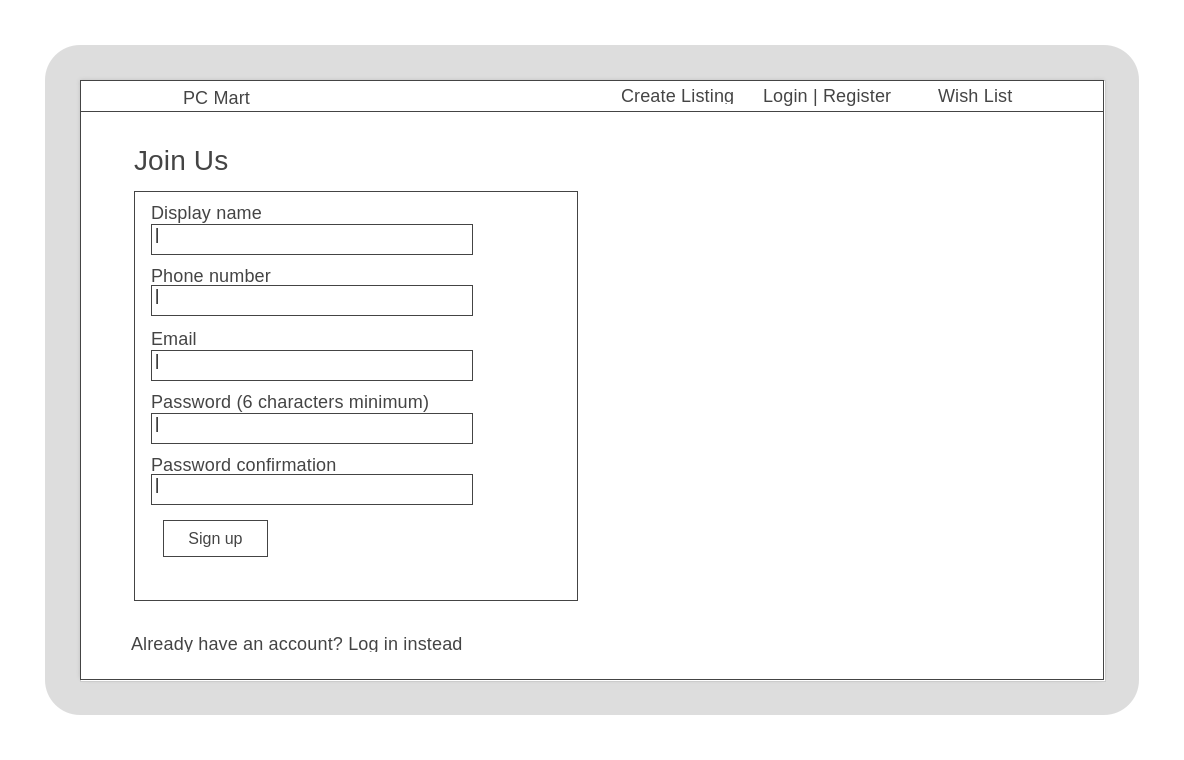 PC Mart Create Listing Login | Register Wish List
Join Us
Display name
Phone number
Email
Password (6 characters minimum)
Password confirmation
Sign up
Already have an account? Log in instead